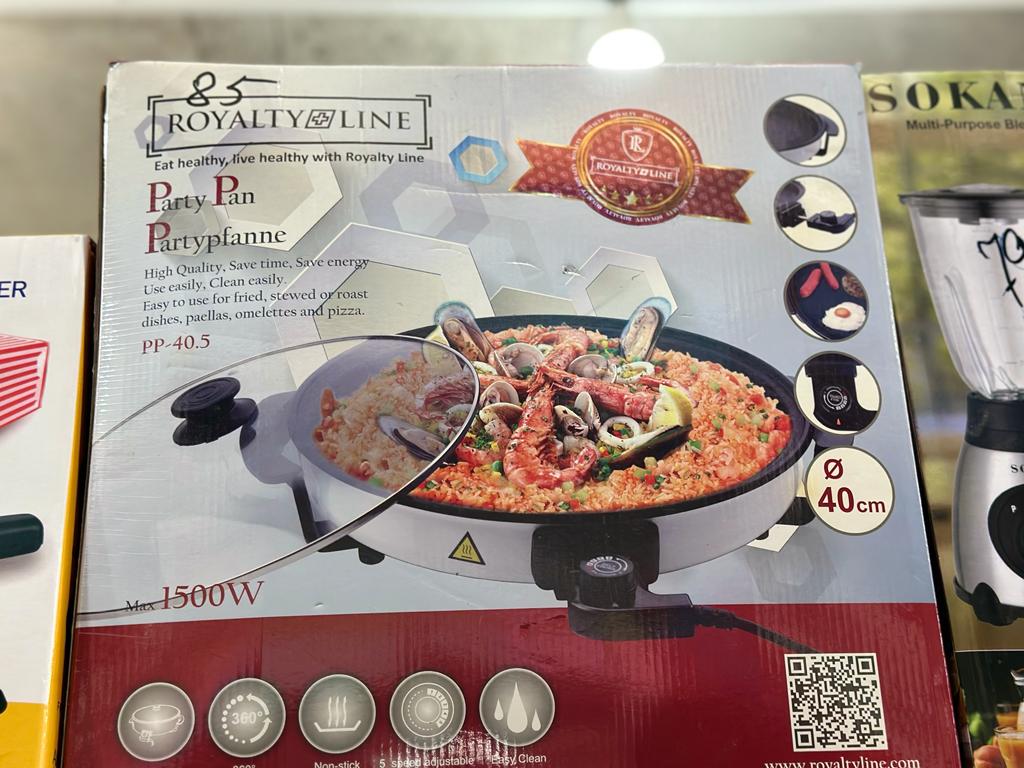 85
ROYALTY LINE
Eat healthy, live healthy with Royalty Line
Party Pan
Partypfanne
High Quality, Save time, Save energy
Use easily, Clean easily.
Easy to use for fried, stewed or roast
dishes, paellas, omelettes and pizza.
PP-40.5
ROYALTY LINE
Ø
40cm
Max 1500W
360°
360°
Non-stick
5 speed adjustable
Easy Clean
www.royaltyline.com
ER
SOKA
Multi-Purpose Ble